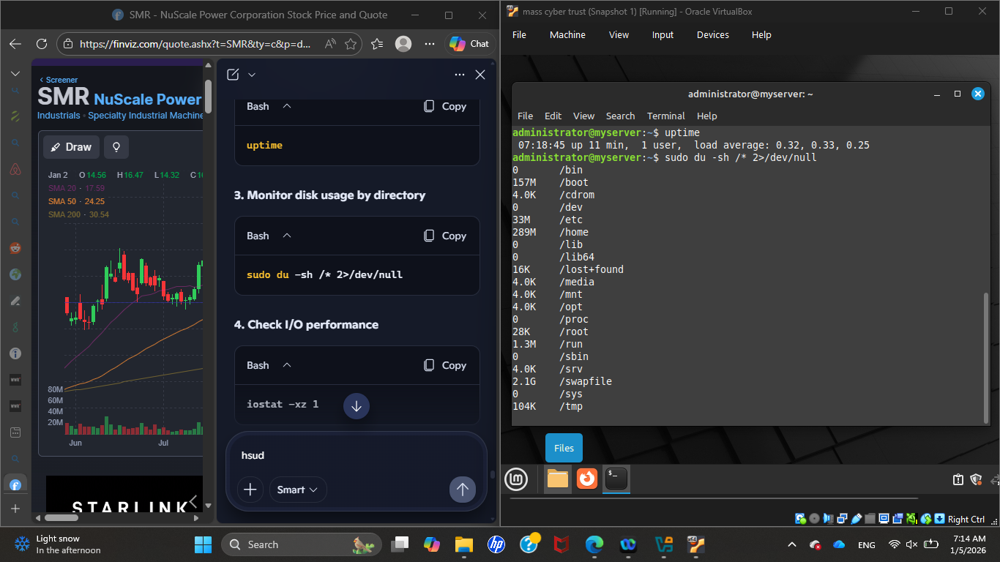 SMR - NuScale Power Corporation Stock Price and Quote
https://finviz.com/quote.ashx?t=SMR&ty=c&p=d...
Chat
Screener
SMR NuScale Power
Industrials · Specialty Industrial Machine
Draw
Jan 2 O 14.56 H 16.47 L 14.32
SMA 20 · 17.59
SMA 50 · 24.25
SMA 200 · 30.54
80M
60M
40M
20M
Jun Jul
STARLINK
Bash
Copy
uptime
3. Monitor disk usage by directory
Bash
Copy
sudo du -sh /* 2>/dev/null
4. Check I/O performance
Bash
Copy
iostat -xz 1
hsud
Smart
mass cyber trust (Snapshot 1) [Running] - Oracle VirtualBox
File Machine View Input Devices Help
administrator@myserver: ~
File Edit View Search Terminal Help
administrator@myserver:~$ uptime
07:18:45 up 11 min, 1 user, load average: 0.32, 0.33, 0.25
administrator@myserver:~$ sudo du -sh /* 2>/dev/null
0 /bin
157M /boot
4.0K /cdrom
0 /dev
33M /etc
289M /home
0 /lib
0 /lib64
16K /lost+found
4.0K /media
4.0K /mnt
4.0K /opt
0 /proc
28K /root
1.3M /run
0 /sbin
4.0K /srv
2.1G /swapfile
0 /sys
104K /tmp
Files
Right Ctrl
Light snow
In the afternoon
Search
ENG
7:14 AM
1/5/2026